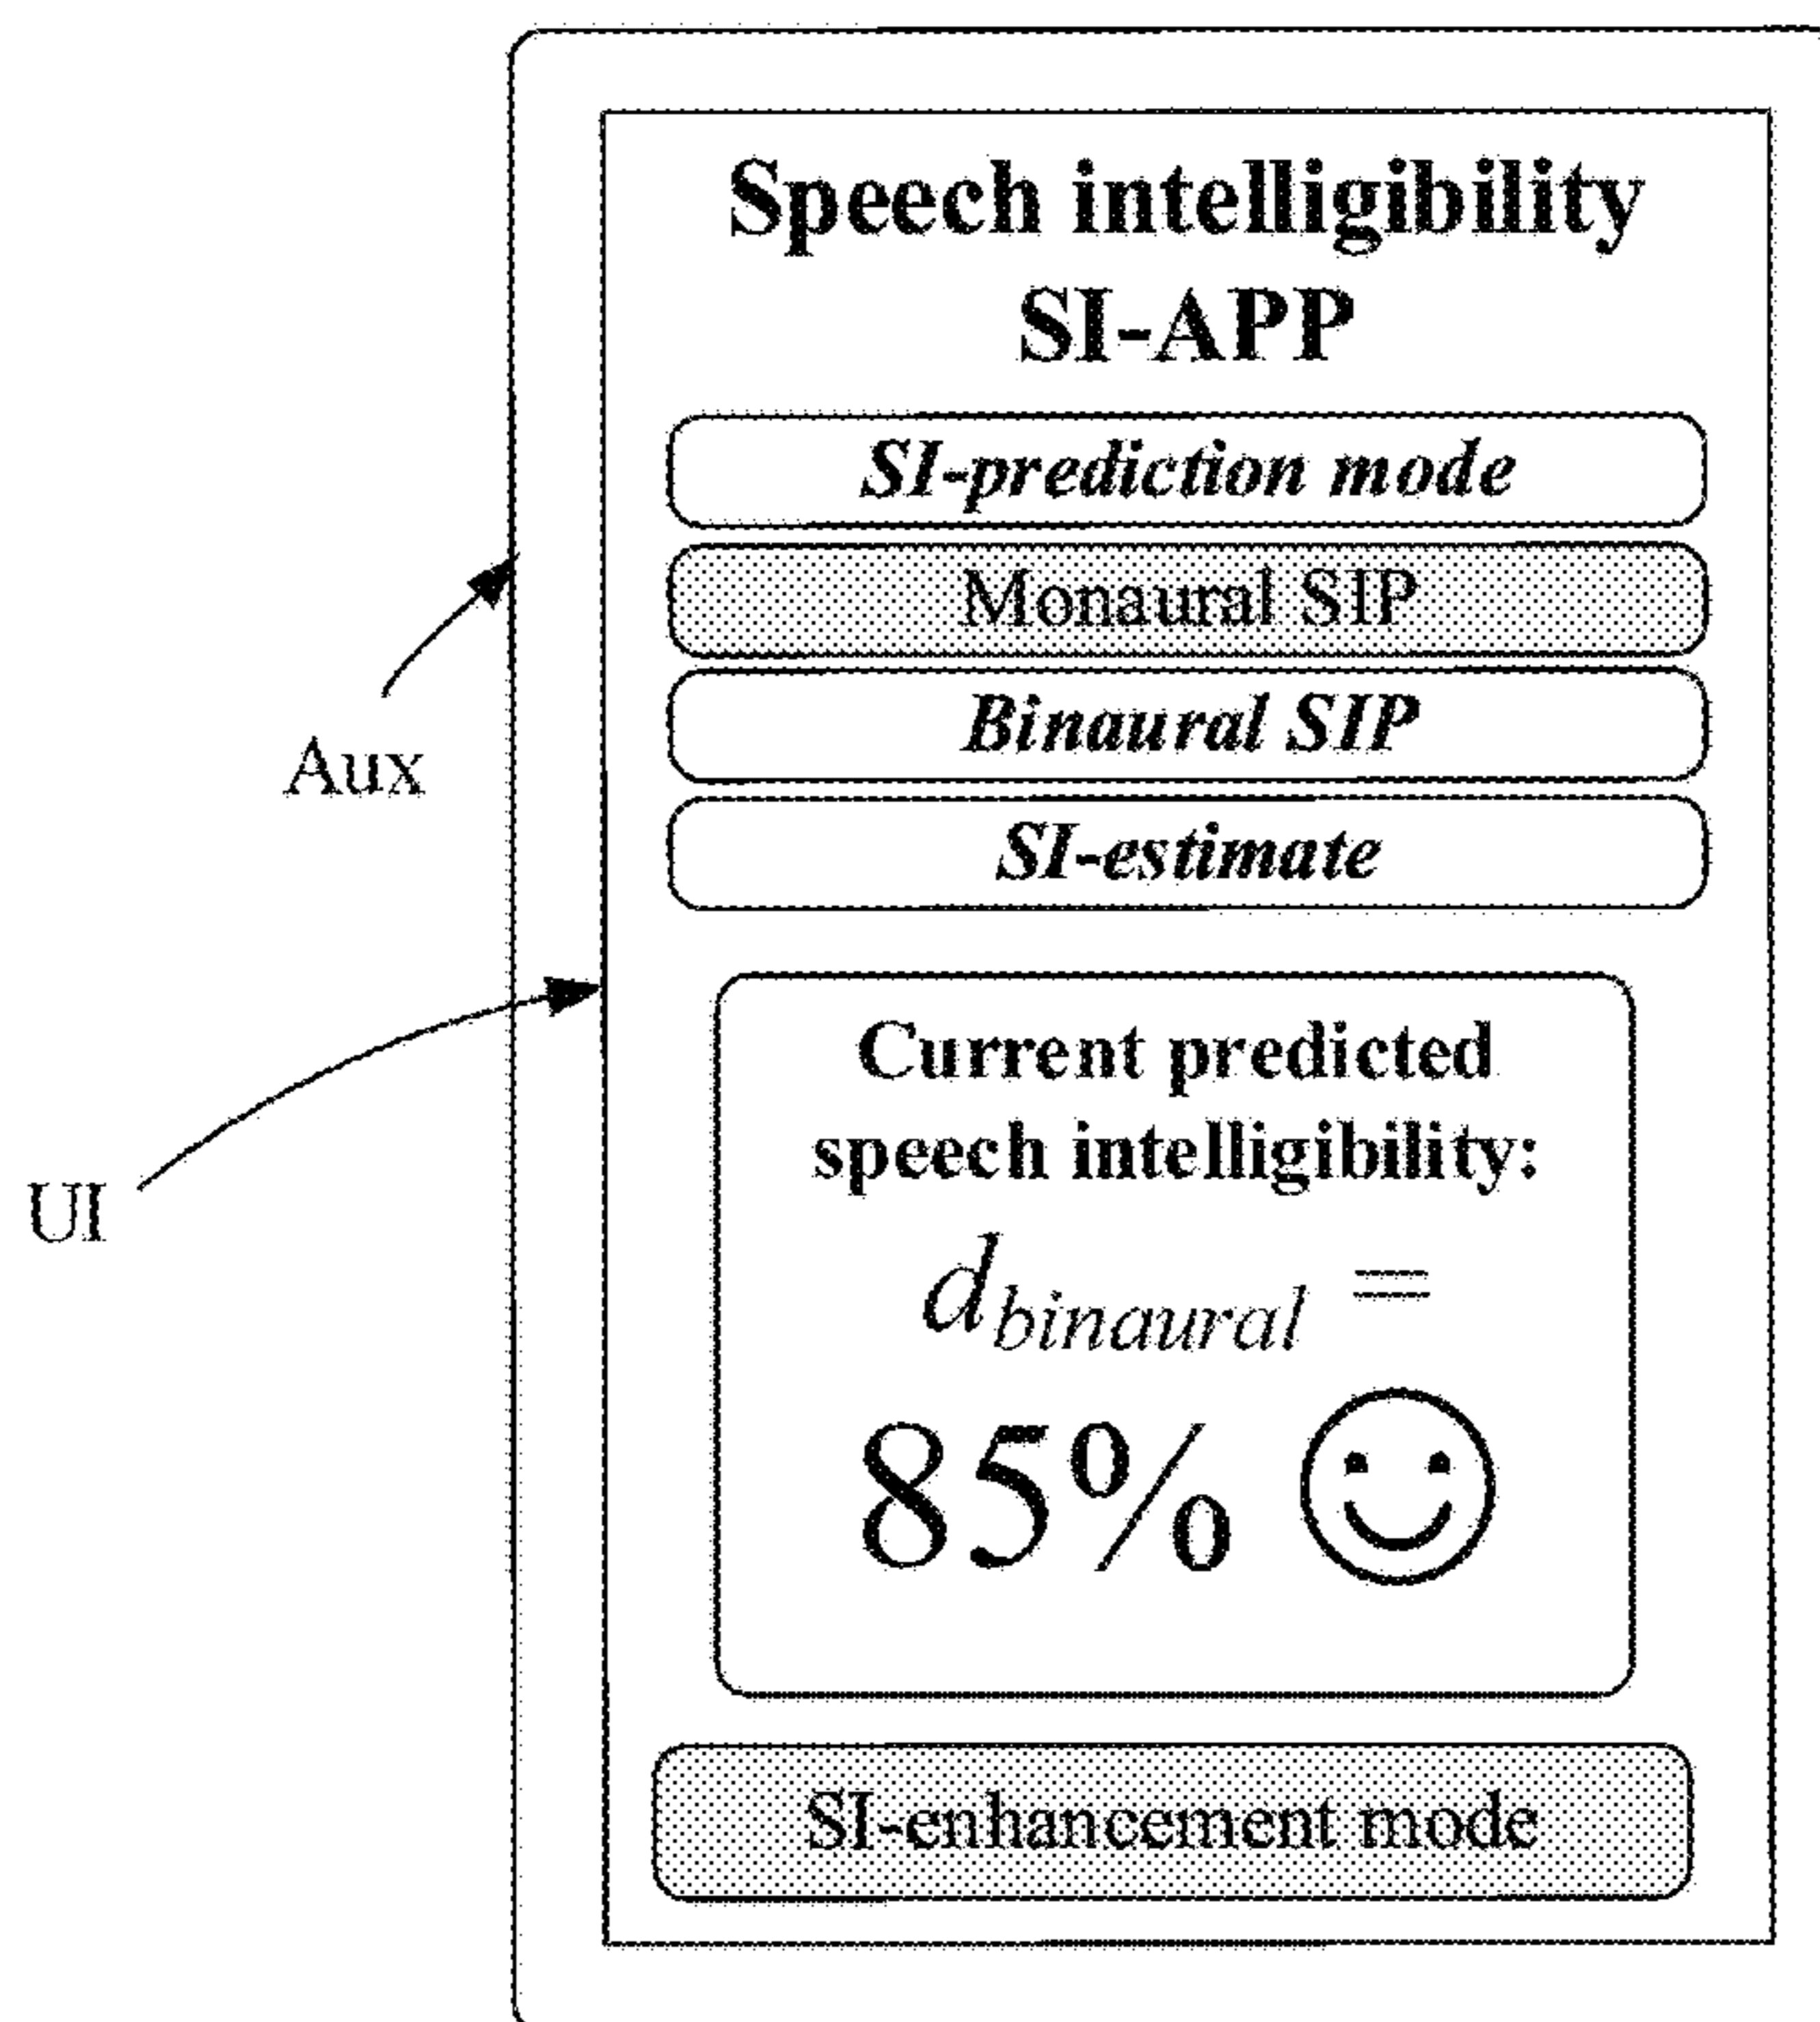 Speech intelligibility
SI-APP
SI-prediction mode
Monaural SIP
Binaural SIP
SI-estimate
Aux
Current predicted
speech intelligibility:
UI
d binaural =
85%
SI-enhancement mode